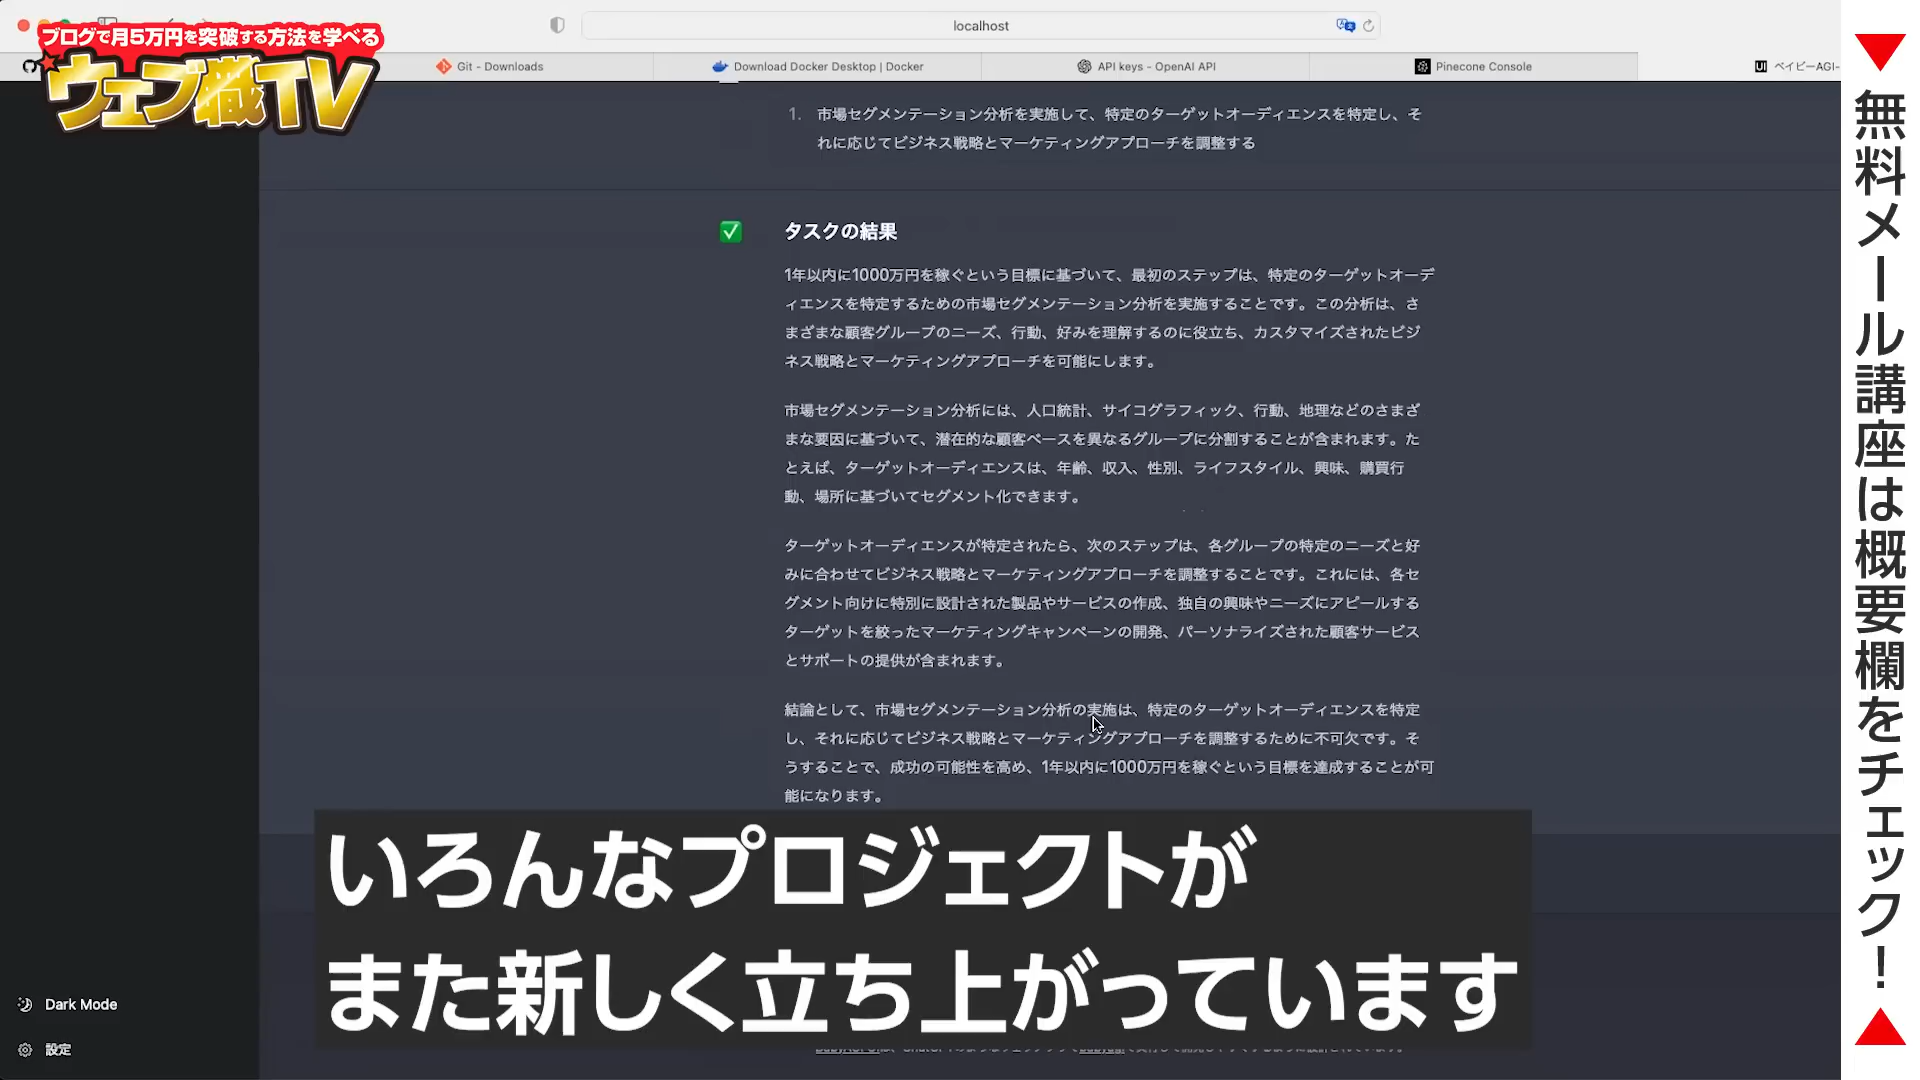 localhost
ブログで月5万円を突破する方法を学べる
ウェブ職TV
Git - Downloads
Download Docker Desktop | Docker
API keys - OpenAI API
Pinecone Console
ベイビーAGI-
1. 市場セグメンテーション分析を実施して、特定のターゲットオーディエンスを特定し、そ
れに応じてビジネス戦略とマーケティングアプローチを調整する
タスクの結果
1年以内に1000万円を稼ぐという目標に基づいて、最初のステップは、特定のターゲットオーデ
ィエンスを特定するための市場セグメンテーション分析を実施することです。この分析は、さ
まざまな顧客グループのニーズ、行動、好みを理解するのに役立ち、カスタマイズされたビジ
ネス戦略とマーケティングアプローチを可能にします。
市場セグメンテーション分析には、人口統計、サイコグラフィック、行動、地理などのさまざ
まな要因に基づいて、潜在的な顧客ベースを異なるグループに分割することが含まれます。た
とえば、ターゲットオーディエンスは、年齢、収入、性別、ライフスタイル、興味、購買行
動、場所に基づいてセグメント化できます。
ターゲットオーディエンスが特定されたら、次のステップは、各グループの特定のニーズと好
みに合わせてビジネス戦略とマーケティングアプローチを調整することです。これには、各セ
グメント向けに特別に設計された製品やサービスの作成、独自の興味やニーズにアピールする
ターゲットを絞ったマーケティングキャンペーンの開発、パーソナライズされた顧客サービス
とサポートの提供が含まれます。
結論として、市場セグメンテーション分析の実施は、特定のターゲットオーディエンスを特定
し、それに応じてビジネス戦略とマーケティングアプローチを調整するために不可欠です。そ
うすることで、成功の可能性を高め、1年以内に1000万円を稼ぐという目標を達成することが可
能になります。
いろんなプロジェクトが
また新しく立ち上がっています
Dark Mode
設定
無料メール講座は概要欄をチェック！